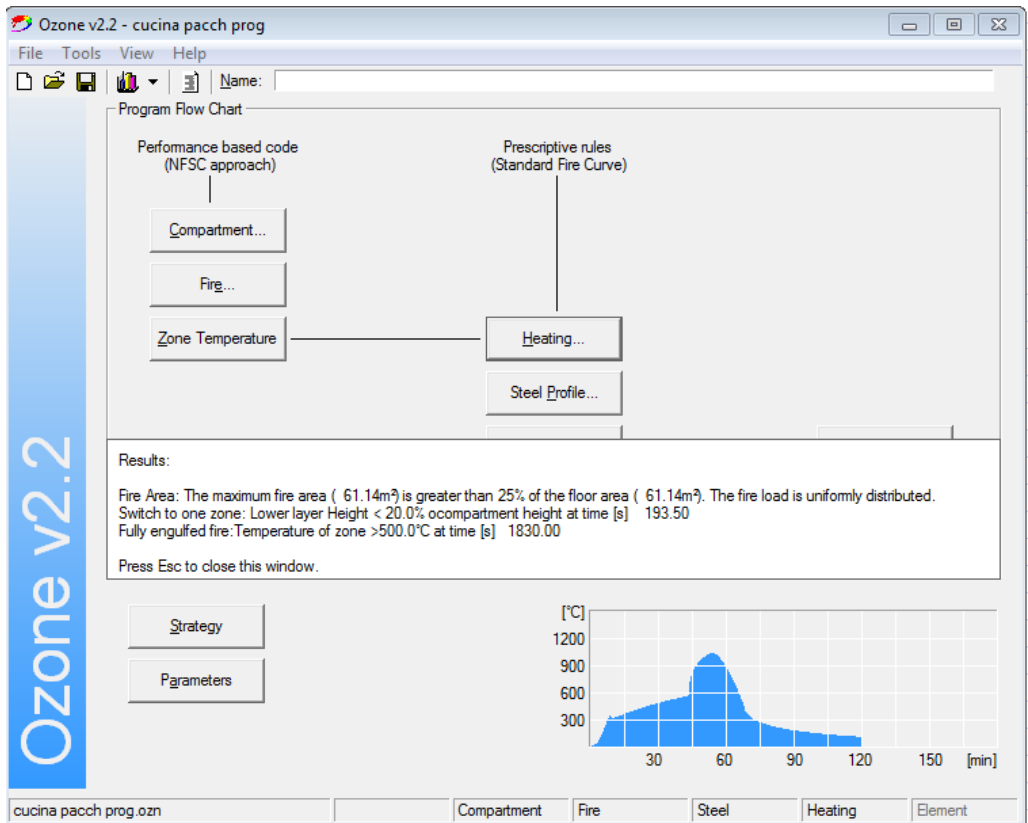 Ozone v2.2 - cucina pacch prog
File Tools View Help
Name:
Program Flow Chart
Performance based code
(NFSC approach)
Prescriptive rules
(Standard Fire Curve)
Compartment...
Fire...
Zone Temperature
Heating...
Steel Profile...
Results:
Fire Area: The maximum fire area ( 61.14m²) is greater than 25% of the floor area ( 61.14m²). The fire load is uniformly distributed.
Switch to one zone: Lower layer Height < 20.0% ocompartment height at time [s] 193.50
Fully engulfed fire:Temperature of zone >500.0°C at time [s] 1830.00
Press Esc to close this window.
Strategy
Parameters
[°C]
1200
900
600
300
30 60 90 120 150 [min]
Ozone v2.2
cucina pacch prog.ozn Compartment Fire Steel Heating Element